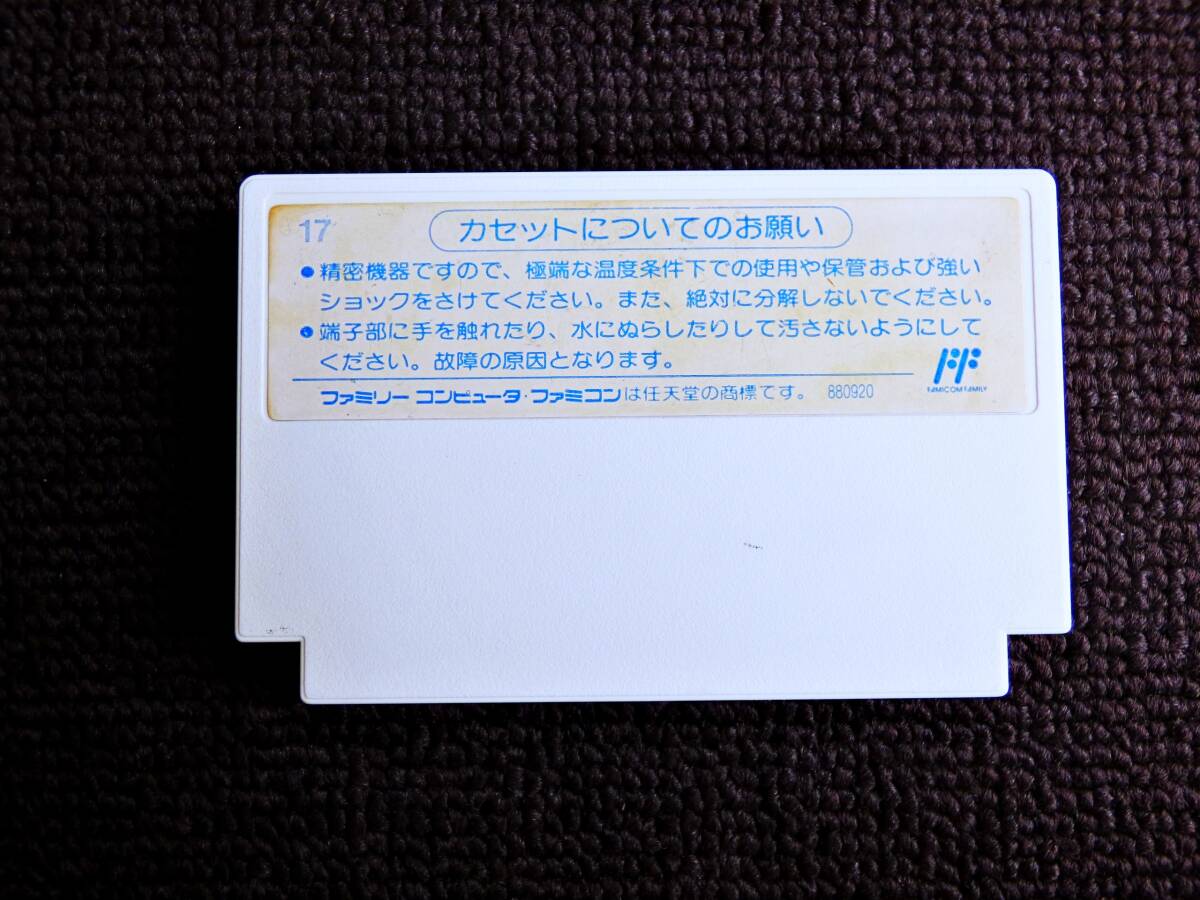 17
カセットについてのお願い
●精密機器ですので、極端な温度条件下での使用や保管および強い
ショックをさけてください。また、絶対に分解しないでください。
●端子部に手を触れたり、水にぬらしたりして汚さないようにして
ください。故障の原因となります。
FAMICOM FAMILY
ファミリー コンピュータ・ファミコンは任天堂の商標です。 880920